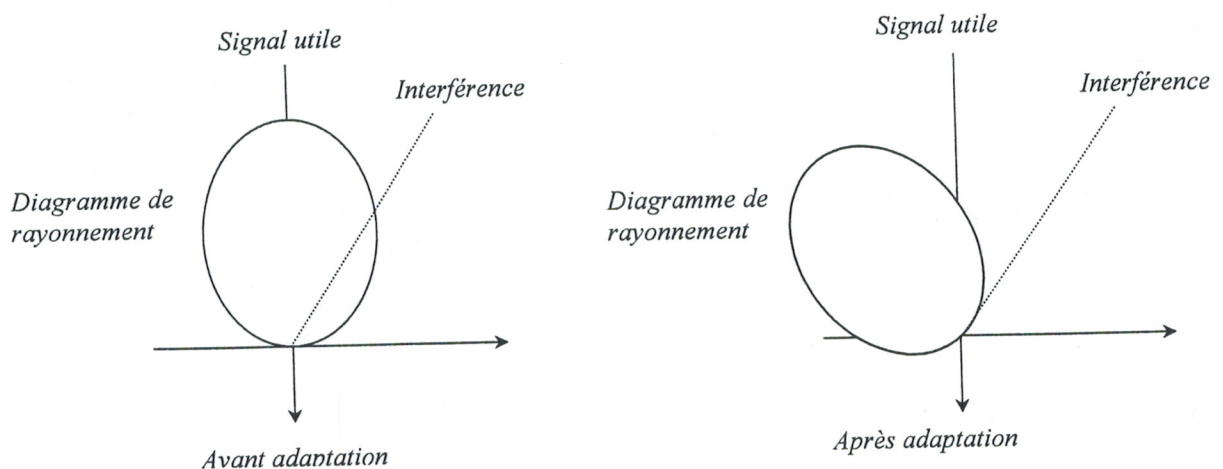 Signal utile
Interférence
Diagramme de
rayonnement
Avant adaptation
Signal utile
Interférence
Diagramme de
rayonnement
Après adaptation